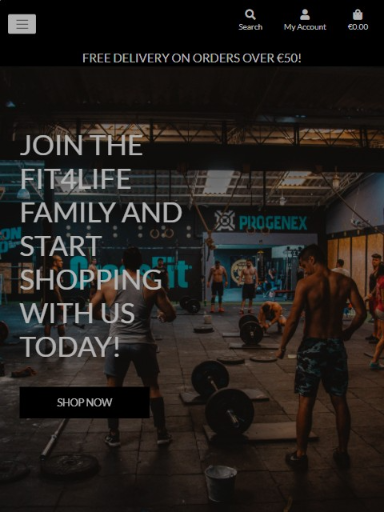 Search
My Account
€0.00
FREE DELIVERY ON ORDERS OVER €50!
JOIN THE
FIT4LIFE
FAMILY AND
START
SHOPPING
WITH US
TODAY!
SHOP NOW
PROGENEX
CrossFit